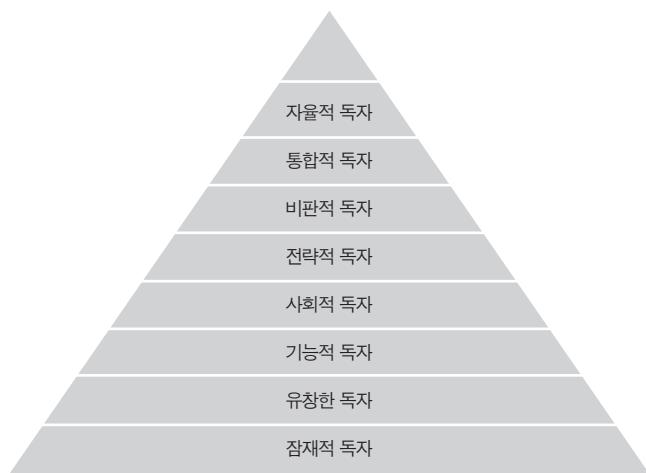 자율적 독자
통합적 독자
비판적 독자
전략적 독자
사회적 독자
기능적 독자
유창한 독자
잠재적 독자